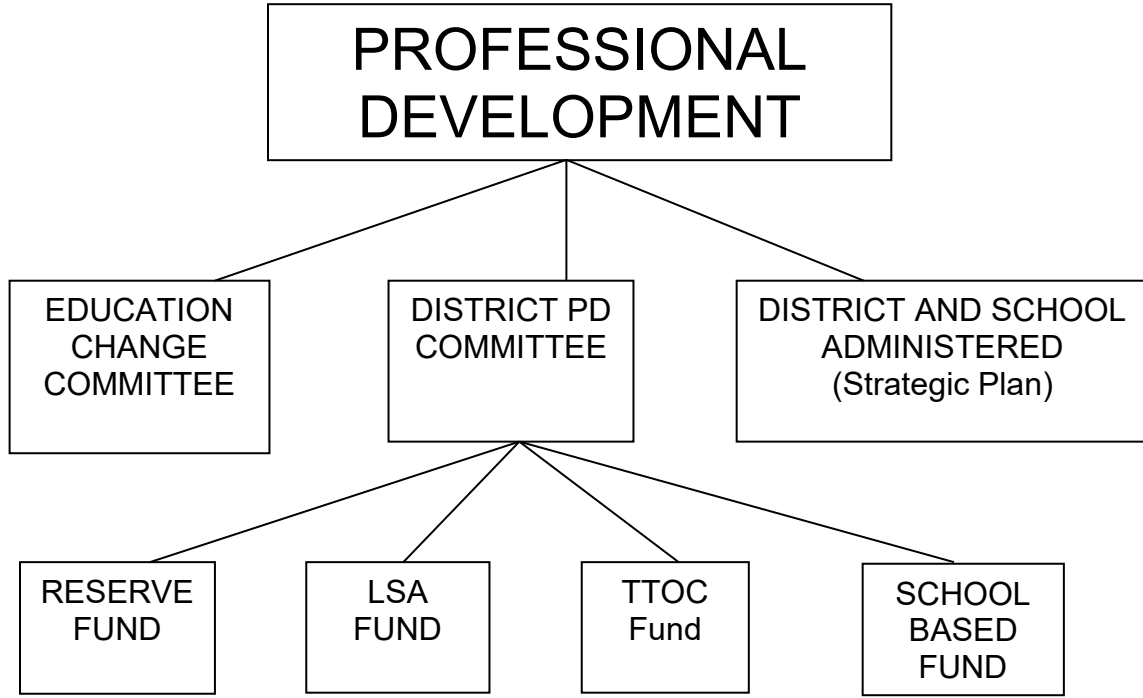 PROFESSIONAL
DEVELOPMENT
EDUCATION
CHANGE
COMMITTEE
DISTRICT PD
COMMITTEE
DISTRICT AND SCHOOL
ADMINISTERED
(Strategic Plan)
RESERVE
FUND
LSA
FUND
TTOC
Fund
SCHOOL
BASED
FUND